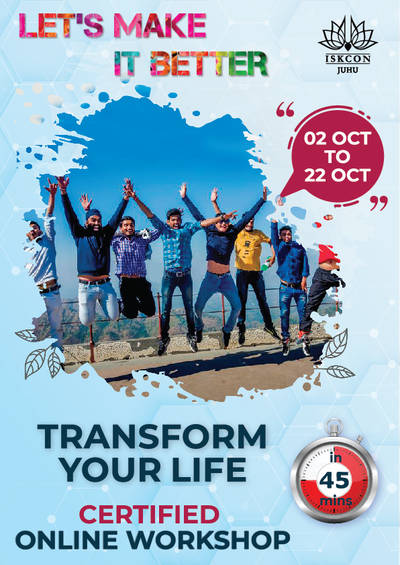 LET'S MAKE
IT BETTER
ISKCON
JUHU
“
02 OCT
TO
22 OCT
”
TRANSFORM
YOUR LIFE
in
45
mins
CERTIFIED
ONLINE WORKSHOP